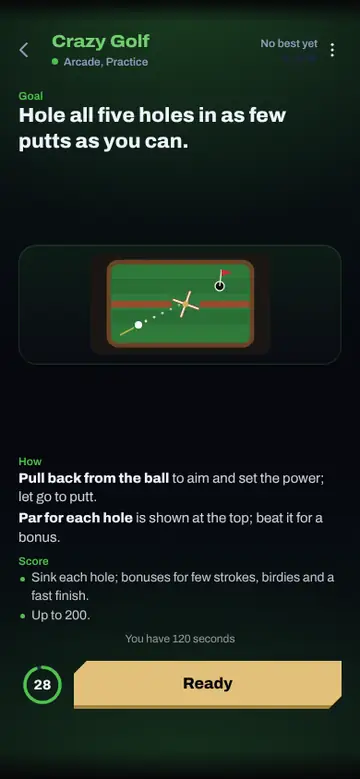 Crazy Golf
No best yet
Arcade, Practice
Goal
Hole all five holes in as few
putts as you can.
How
Pull back from the ball to aim and set the power;
let go to putt.
Par for each hole is shown at the top; beat it for a
bonus.
Score
Sink each hole; bonuses for few strokes, birdies and a
fast finish.
Up to 200.
You have 120 seconds
28
Ready